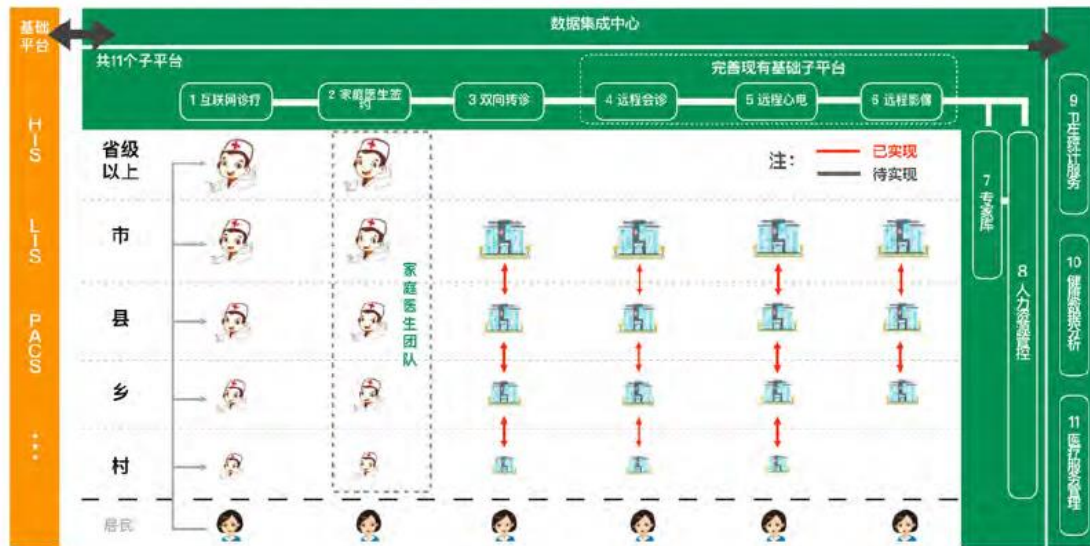 基础
平台
HIS
LIS
PACS
...
数据集成中心
共11个子平台
完善现有基础子平台
1 互联网诊疗
2 家庭医生签
约
3 双向转诊
4 远程会诊
5 远程心电
6 远程影像
7 专家库
8 人力资源管控
9 卫生统计服务
10 健康数据分析
11 医疗服务管理
注：
已实现
待实现
省级
以上
市
县
乡
村
居民
家庭医生团队